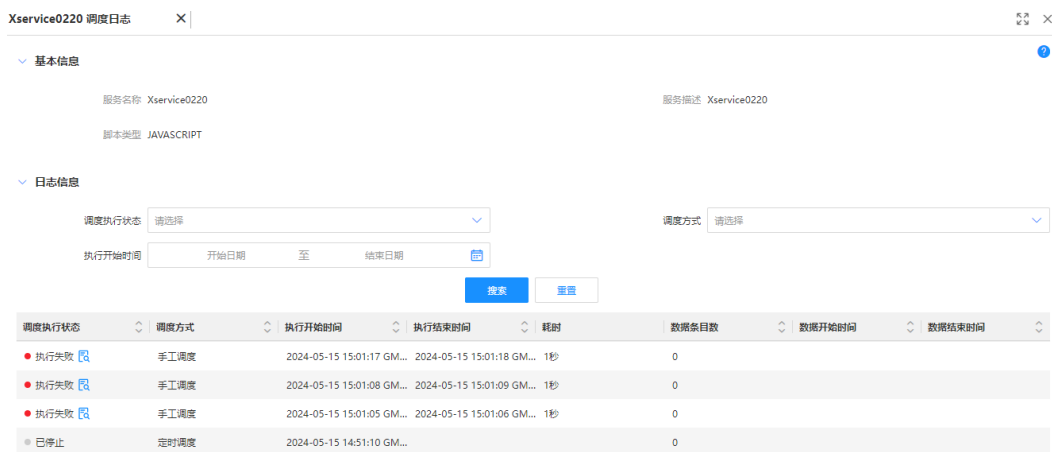 Xservice0220 调度日志
基本信息
服务名称 Xservice0220 服务描述 Xservice0220
脚本类型 JAVASCRIPT
日志信息
调度执行状态 请选择 调度方式 请选择
执行开始时间 开始日期 至 结束日期
搜索 重置
调度执行状态 调度方式 执行开始时间 执行结束时间 耗时 数据条目数 数据开始时间 数据结束时间
执行失败 手工调度 2024-05-15 15:01:17 GM... 2024-05-15 15:01:18 GM... 1秒 0
执行失败 手工调度 2024-05-15 15:01:08 GM... 2024-05-15 15:01:09 GM... 1秒 0
执行失败 手工调度 2024-05-15 15:01:05 GM... 2024-05-15 15:01:06 GM... 1秒 0
已停止 定时调度 2024-05-15 14:51:10 GM... 0